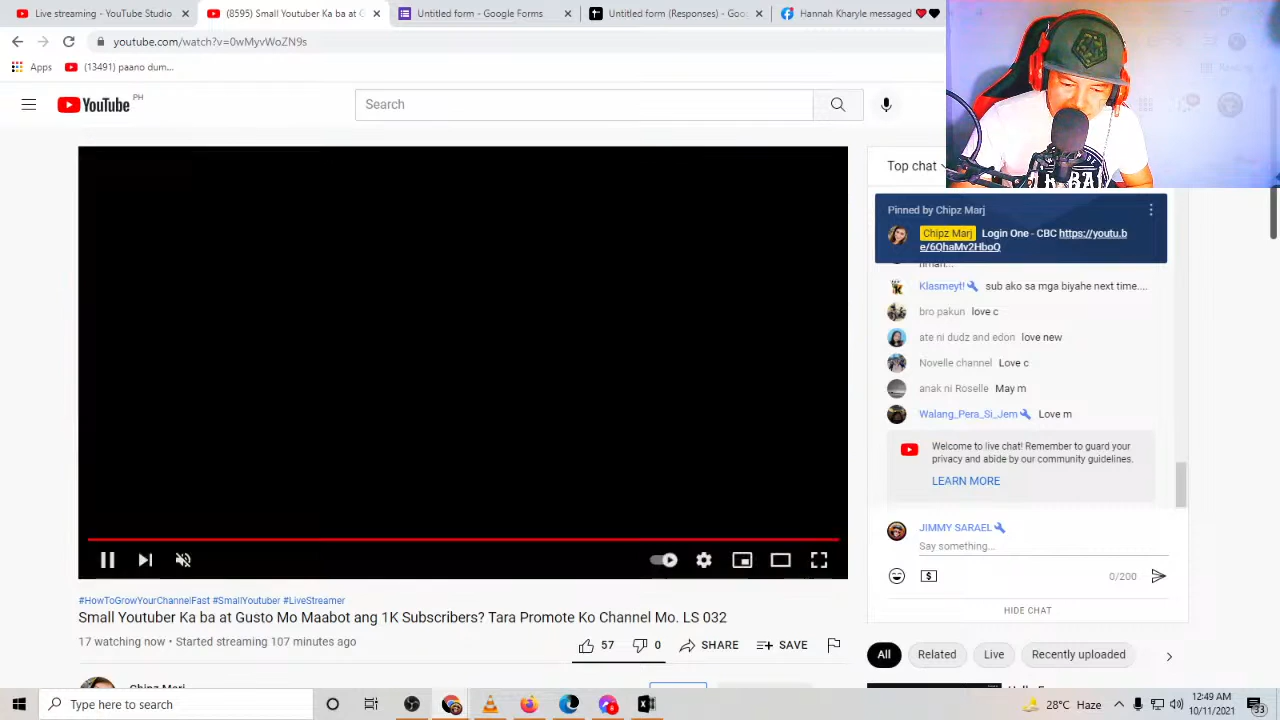 Live streaming - YouTube Studio
(8595) Small Youtuber Ka ba at G
Untitled form - Google Forms
Untitled Form (Responses) - Goo
Hannah Kharyle messaged
youtube.com/watch?v=0wMyvWoZN9s
Apps
(13491) paano dum...
YouTube PH
Search
Top chat
Pinned by Chipz Marj
Chipz Marj Login One - CBC https://youtu.b
e/6QhaMv2HboQ
Klasmeyt! sub ako sa mga biyahe next time....
bro pakun love c
ate ni dudz and edon love new
Novelle channel Love c
anak ni Roselle May m
Walang_Pera_Si_Jem Love m
Welcome to live chat! Remember to guard your
privacy and abide by our community guidelines.
LEARN MORE
JIMMY SARAEL
Say something...
0/200
HIDE CHAT
#HowToGrowYourChannelFast #SmallYoutuber #LiveStreamer
Small Youtuber Ka ba at Gusto Mo Maabot ang 1K Subscribers? Tara Promote Ko Channel Mo. LS 032
17 watching now • Started streaming 107 minutes ago
57
0
SHARE
SAVE
All
Related
Live
Recently uploaded
Chipz Marj
Type here to search
28°C Haze
12:49 AM
10/11/2021
33